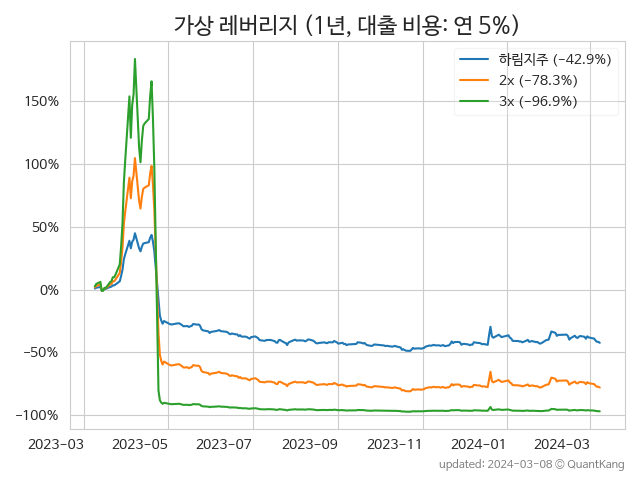 가상 레버리지 (1년, 대출 비용: 연 5%)
하림지주 (−42.9%)
2x (−78.3%)
3x (−96.9%)
150%
100%
50%
0%
−50%
−100%
2023−03 2023−05 2023−07 2023−09 2023−11 2024−01 2024−03
updated: 2024−03−08 © QuantKang